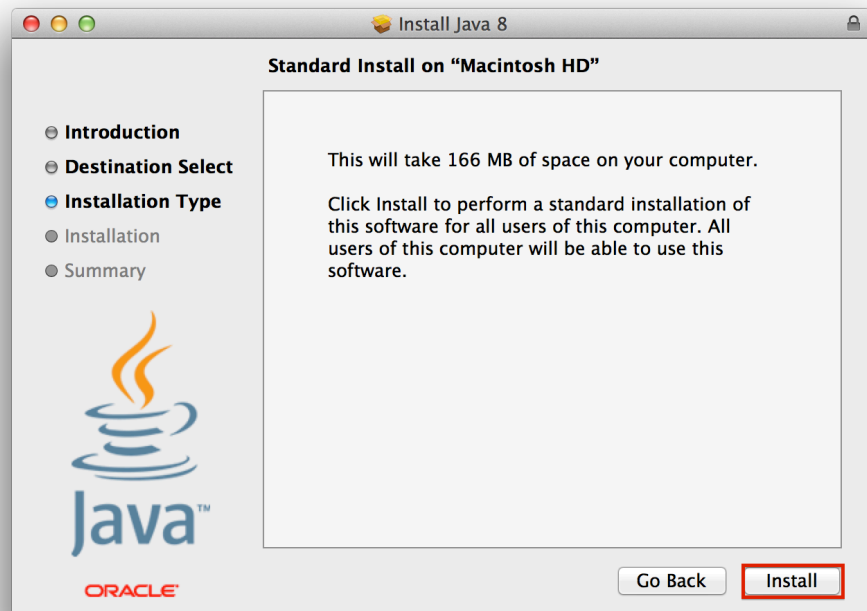 Install Java 8
Standard Install on “Macintosh HD”
Introduction
Destination Select
Installation Type
Installation
Summary
This will take 166 MB of space on your computer.
Click Install to perform a standard installation of
this software for all users of this computer. All
users of this computer will be able to use this
software.
Java™
ORACLE®
Go Back
Install